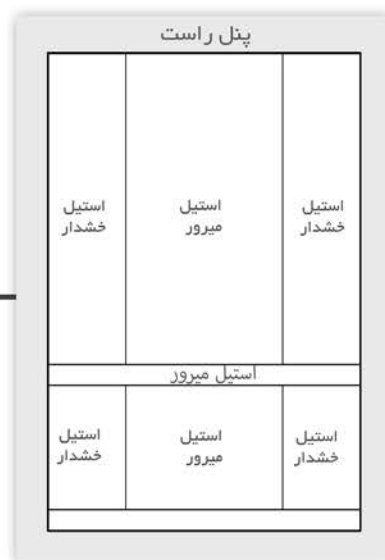 پنل راست
استیل
خشدار
استیل
میرور
استیل
خشدار
استیل میرور
استیل
خشدار
استیل
میرور
استیل
خشدار